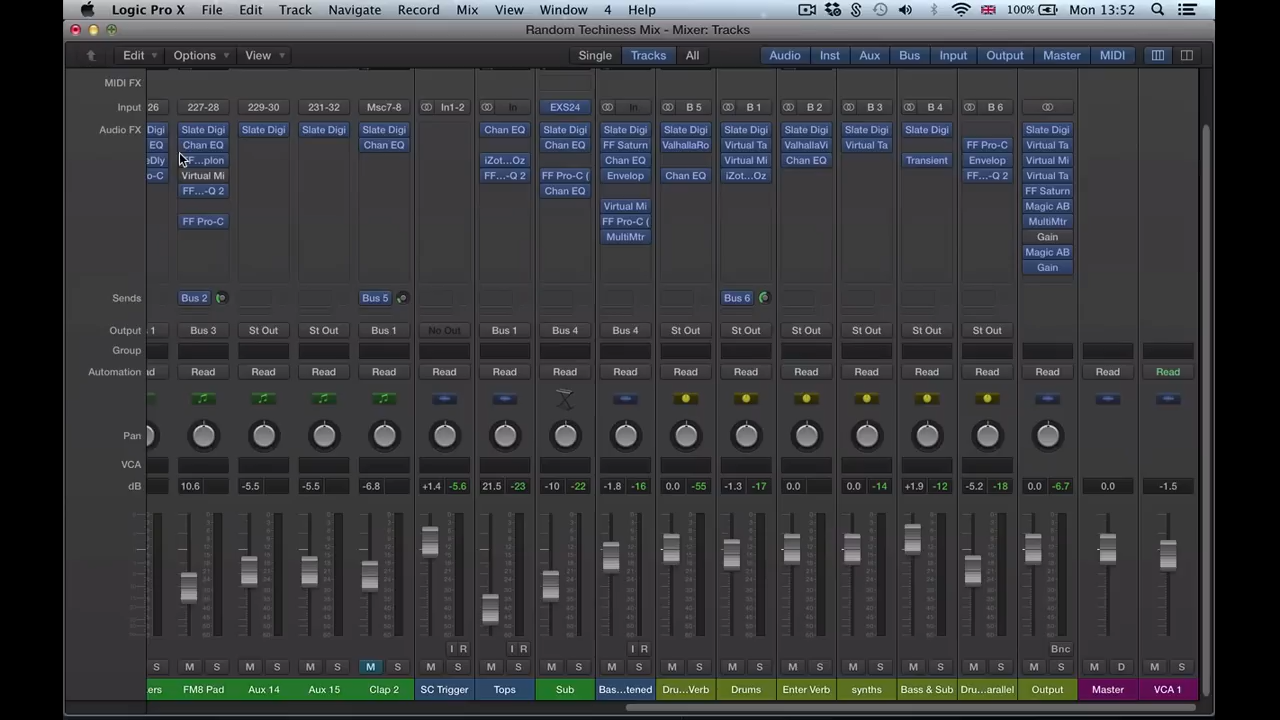 Logic Pro X File Edit Track Navigate Record Mix View Window 4 Help 100% Mon 13:52
Random Techiness Mix - Mixer: Tracks
Edit Options View Single Tracks All Audio Inst Aux Bus Input Output Master MIDI
MIDI FX
Input 26 227-28 229-30 231-32 Msc7-8 In1-2 In EXS24 In B 5 B 1 B 2 B 3 B 4 B 6
Audio FX Digi Slate Digi Slate Digi Slate Digi Slate Digi Chan EQ Slate Digi Slate Digi Slate Digi Slate Digi Slate Digi Slate Digi Slate Digi Slate Digi
EQ Chan EQ Chan EQ Chan EQ FF Saturn ValhallaRo Virtual Ta ValhallaVi Virtual Ta FF Pro-C Virtual Ta
eDly F...plon iZot...Oz Chan EQ Virtual Mi Chan EQ Transient Envelop Virtual Mi
o-C Virtual Mi FF...-Q 2 FF Pro-C ( Envelop Chan EQ iZot...Oz FF...-Q 2 Virtual Ta
FF...-Q 2 Chan EQ FF Saturn
Virtual Mi Magic AB
FF Pro-C FF Pro-C ( MultiMtr
MultiMtr Gain
Magic AB
Gain
Sends Bus 2 Bus 5 Bus 6
Output 1 Bus 3 St Out St Out Bus 1 No Out Bus 1 Bus 4 Bus 4 St Out St Out St Out St Out St Out St Out
Group
Automation d Read Read Read Read Read Read Read Read Read Read Read Read Read Read Read Read Read
Pan
VCA
dB 10.6 -5.5 -5.5 -6.8 +1.4 -5.6 21.5 -23 -10 -22 -1.8 -16 0.0 -55 -1.3 -17 0.0 0.0 -14 +1.9 -12 -5.2 -18 0.0 -6.7 0.0 -1.5
I R I R I R Bnc
S M S M S M S M S M S M S M S M S M S M S M S M S M S M S M S M D M S
ers FM8 Pad Aux 14 Aux 15 Clap 2 SC Trigger Tops Sub Bas...tened Dru...Verb Drums Enter Verb synths Bass & Sub Dru...arallel Output Master VCA 1